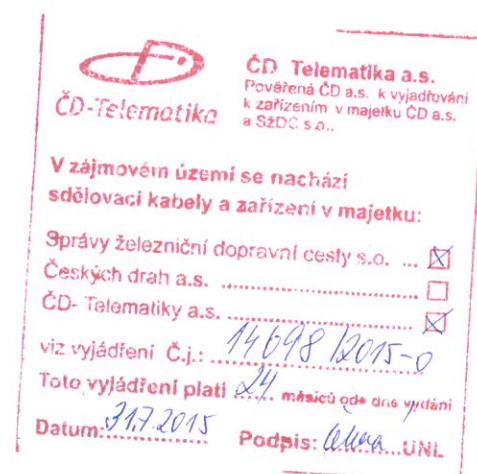 ČD-Telematika
ČD Telematika a.s.
Pověřená ČD a.s. k vyjadřování
k zařízením v majetku ČD a.s.
a SŽDC s.o..
V zájmovém území se nachází
sdělovací kabely a zařízení v majetku:
Správy železniční dopravní cesty s.o. ... ☒
Českých drah a.s. .............................. ☐
ČD- Telematiky a.s. ........................... ☒
viz vyjádření Č.j.: 14698/2015-O
Toto vyjádření platí 24 měsíců ode dne vydání
Datum: 31.7.2015 Podpis: ......... UNL